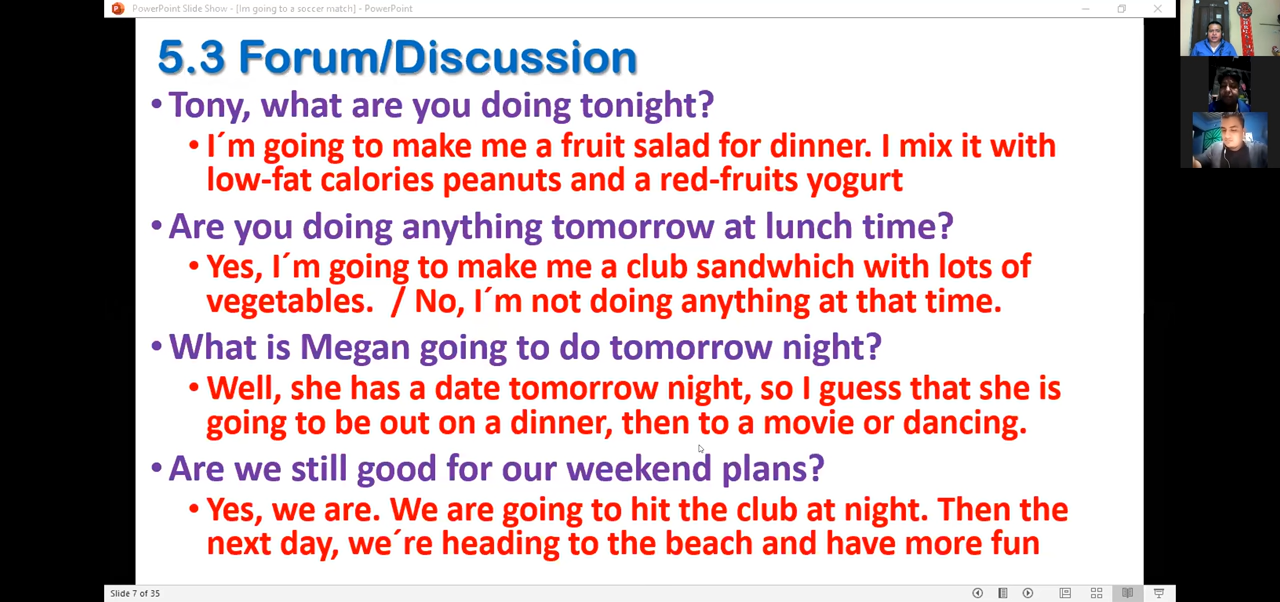 PowerPoint Slide Show - [Im going to a soccer match] - PowerPoint
5.3 Forum/Discussion
• Tony, what are you doing tonight?
• I´m going to make me a fruit salad for dinner. I mix it with
low-fat calories peanuts and a red-fruits yogurt
• Are you doing anything tomorrow at lunch time?
• Yes, I´m going to make me a club sandwhich with lots of
vegetables. / No, I´m not doing anything at that time.
• What is Megan going to do tomorrow night?
• Well, she has a date tomorrow night, so I guess that she is
going to be out on a dinner, then to a movie or dancing.
• Are we still good for our weekend plans?
• Yes, we are. We are going to hit the club at night. Then the
next day, we´re heading to the beach and have more fun
Slide 7 of 35